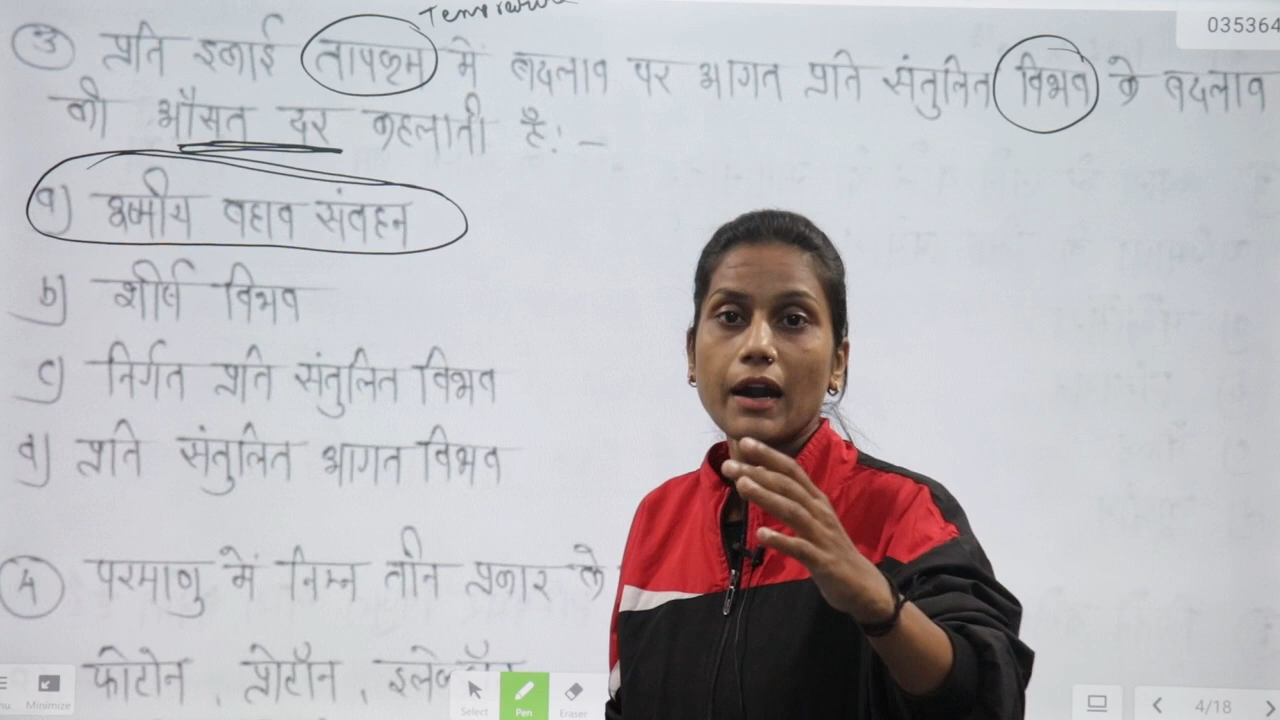 Temprature
035364
③ प्रति इकाई तापक्रम में बदलाव पर आगत प्रति संतुलित विभव के बदलाव
की औसत दर कहलाती है:-
a) ऊष्मीय बहाव संवहन
b) शीर्ष विभव
c) निर्गत प्रति संतुलित विभव
d) प्रति संतुलित आगत विभव
④ परमाणु में निम्न तीन प्रकार के
फोटोन, प्रोटॉन,
Minimize
Select Pen Eraser
4/18